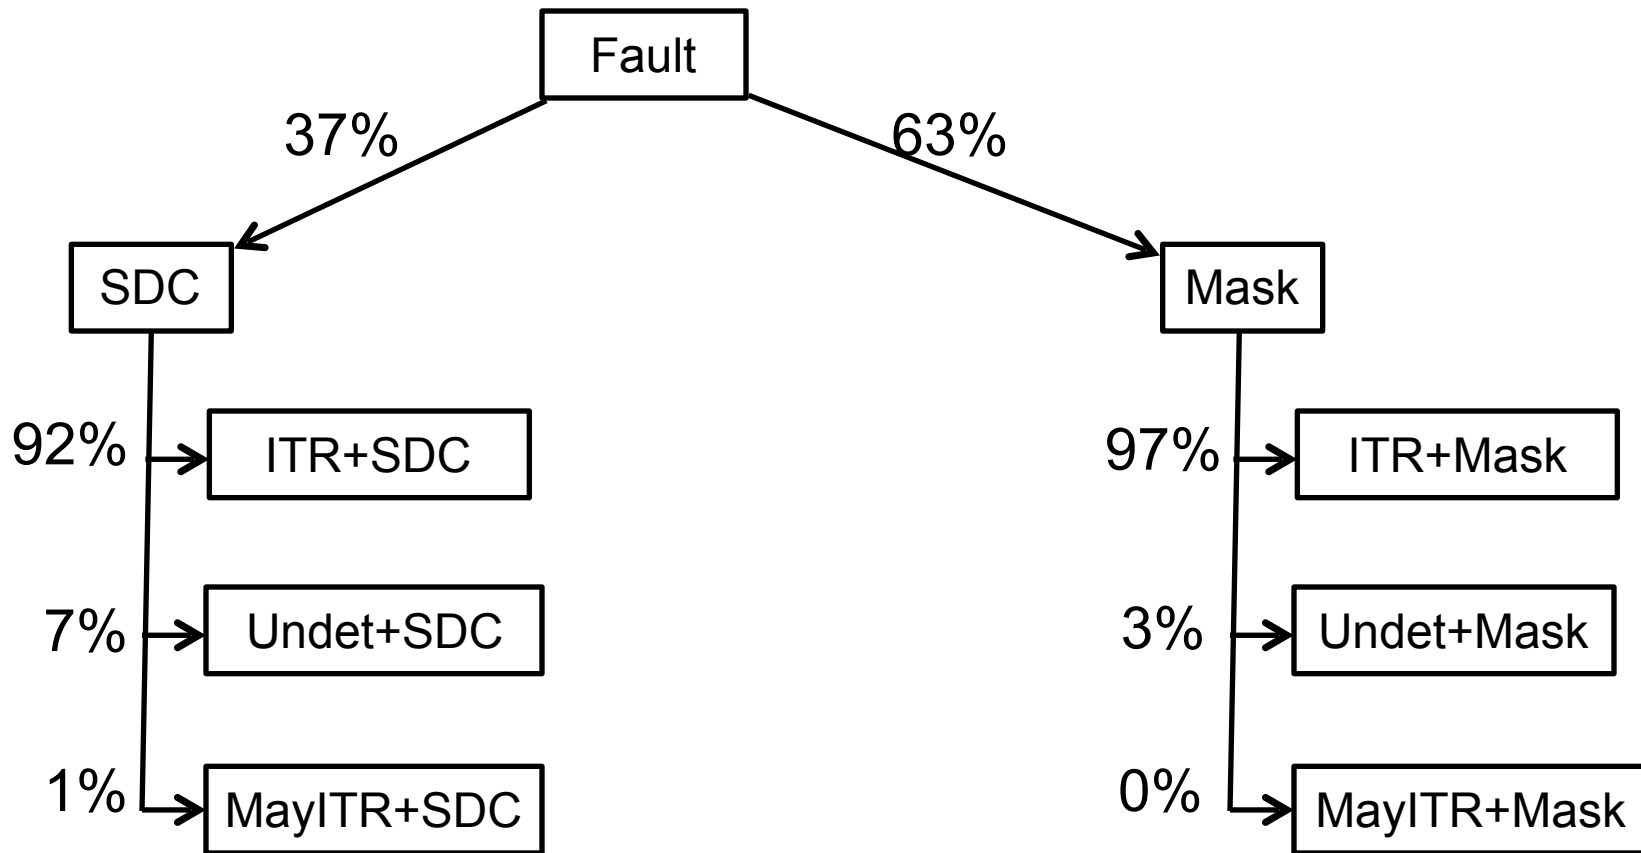 Fault
37%
63%
SDC
Mask
92%
ITR+SDC
97%
ITR+Mask
7%
Undet+SDC
3%
Undet+Mask
1%
MayITR+SDC
0%
MayITR+Mask